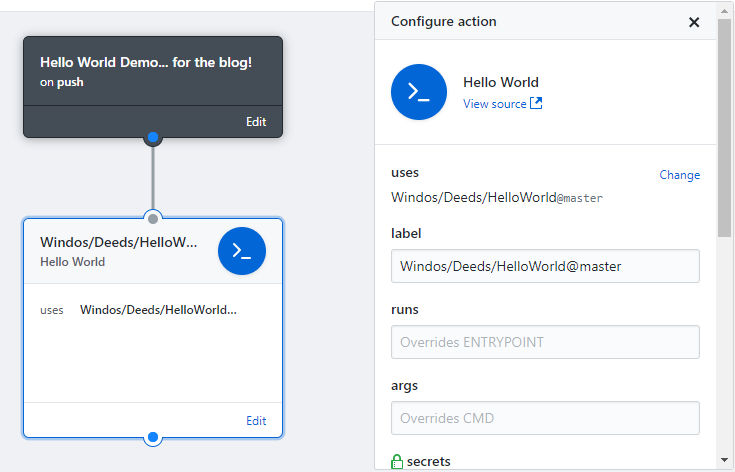 Hello World Demo... for the blog!
on push
Edit
Windos/Deeds/HelloW...
Hello World
uses Windos/Deeds/HelloWorld...
Edit
Configure action
Hello World
View source
uses
Change
Windos/Deeds/HelloWorld@master
label
Windos/Deeds/HelloWorld@master
runs
Overrides ENTRYPOINT
args
Overrides CMD
secrets